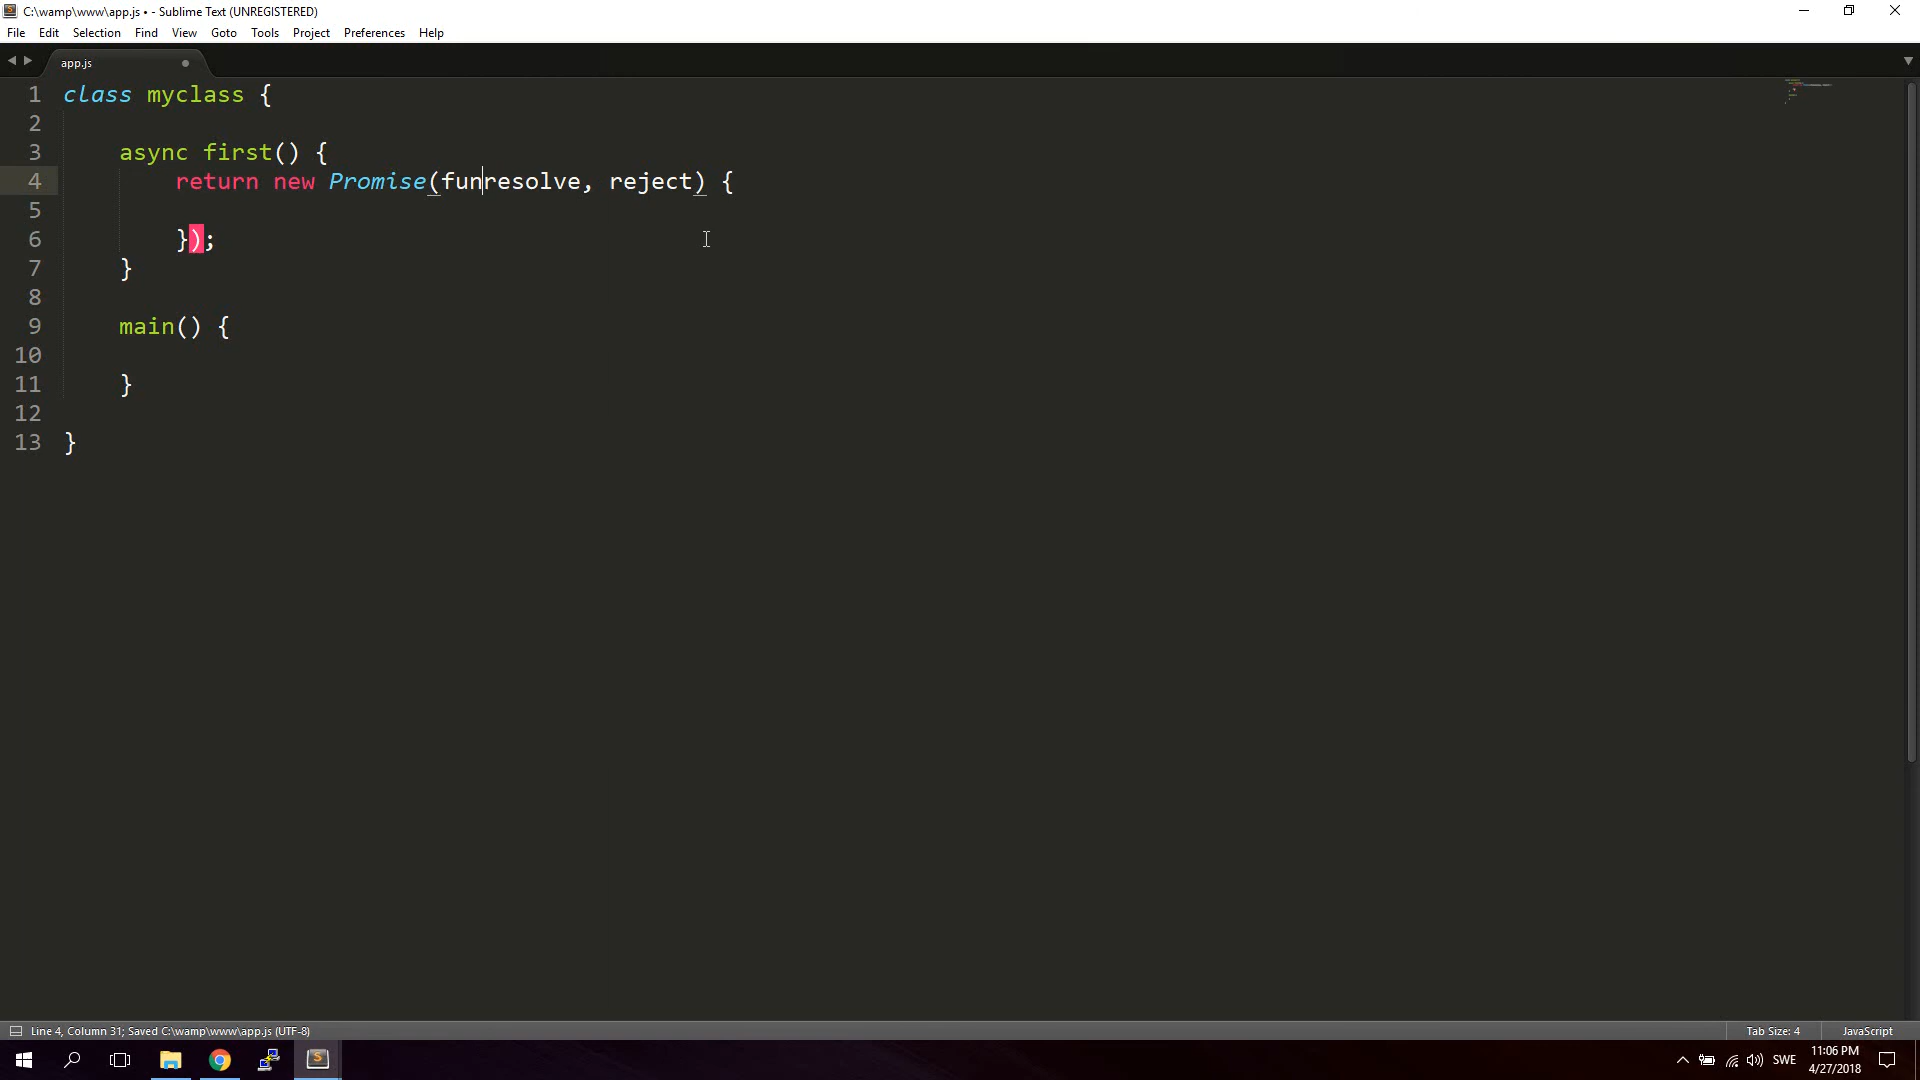 C:\wamp\www\app.js • - Sublime Text (UNREGISTERED)
File Edit Selection Find View Goto Tools Project Preferences Help
app.js
1 class myclass {
2
3 async first() {
4 return new Promise(funresolve, reject) {
5
6 });
7 }
8
9 main() {
10
11 }
12
13 }
Line 4, Column 31; Saved C:\wamp\www\app.js (UTF-8) Tab Size: 4 JavaScript
SWE 11:06 PM
4/27/2018